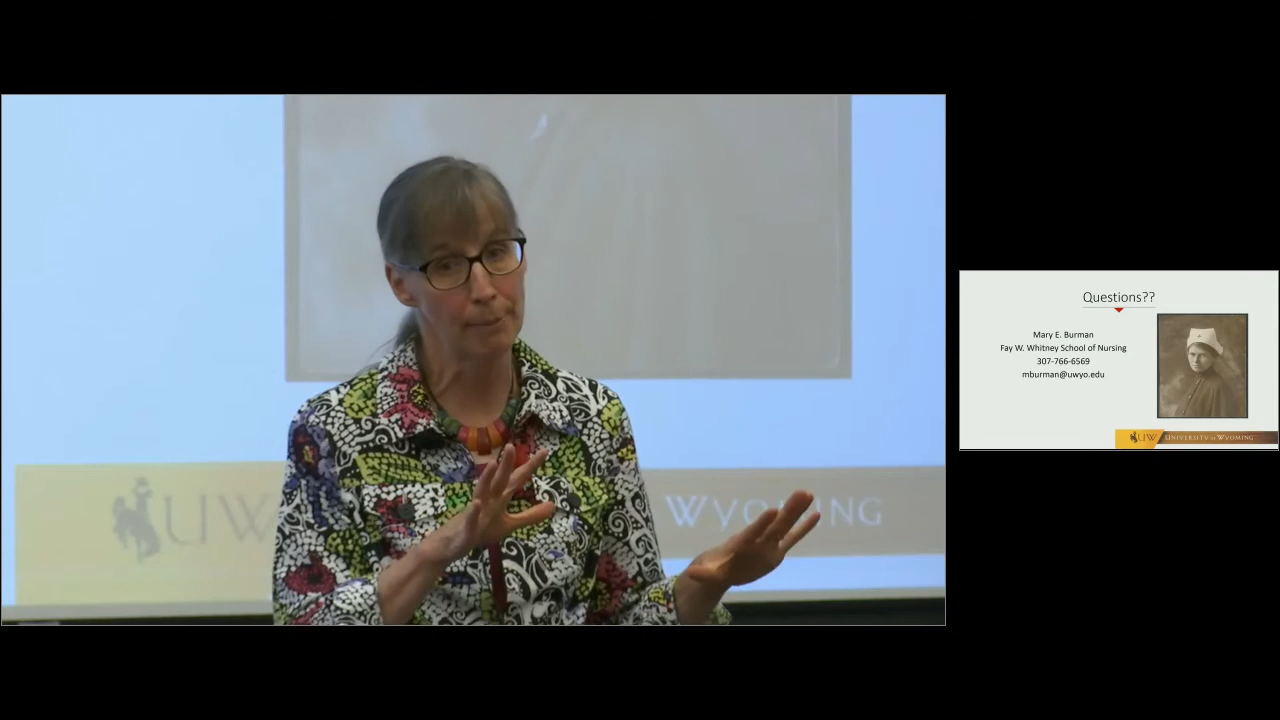 UW
WYOMING
Questions??
Mary E. Burman
Fay W. Whitney School of Nursing
307-766-6569
mburman@uwyo.edu
UW UNIVERSITY OF WYOMING